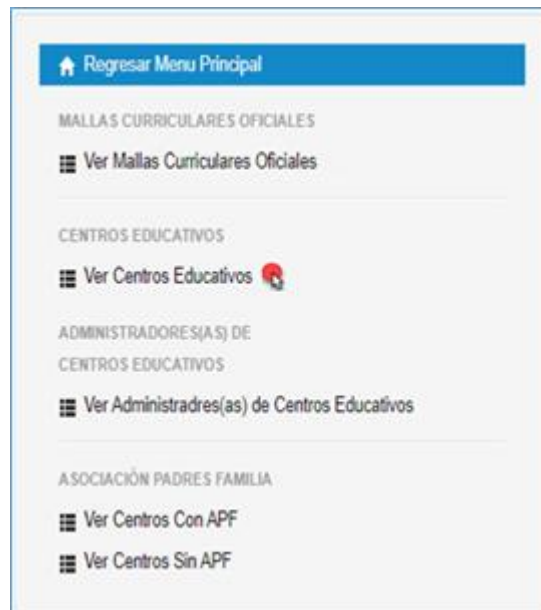 Regresar Menu Principal
MALLAS CURRICULARES OFICIALES
Ver Mallas Curriculares Oficiales
CENTROS EDUCATIVOS
Ver Centros Educativos
ADMINISTRADORES(AS) DE
CENTROS EDUCATIVOS
Ver Administradres(as) de Centros Educativos
ASOCIACIÓN PADRES FAMILIA
Ver Centros Con APF
Ver Centros Sin APF